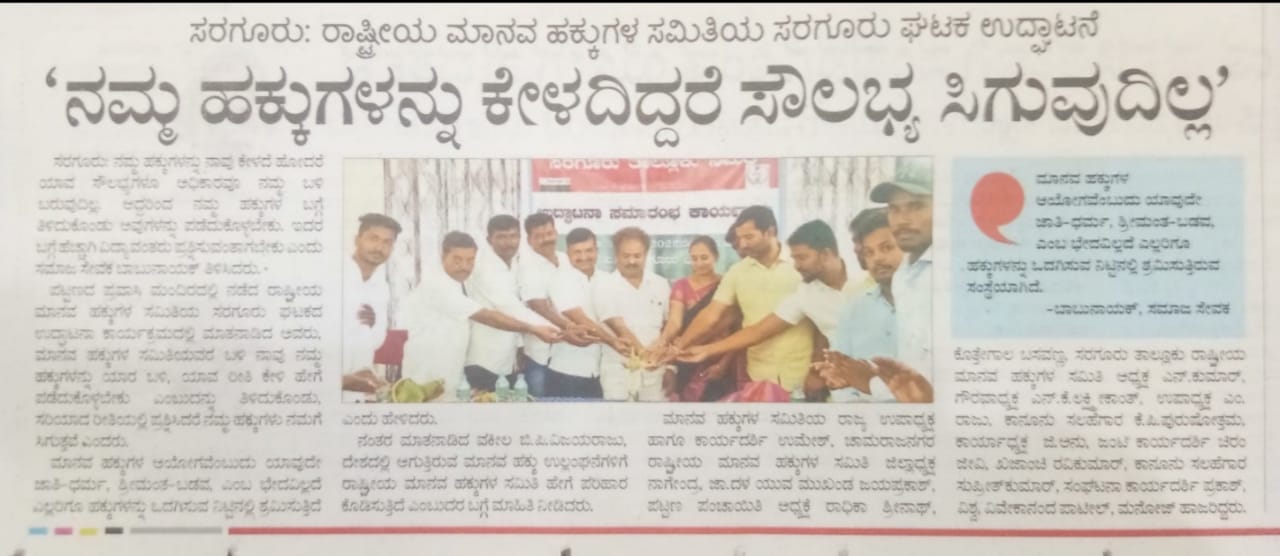 ಸರಗೂರು: ರಾಷ್ಟ್ರೀಯ ಮಾನವ ಹಕ್ಕುಗಳ ಸಮಿತಿಯ ಸರಗೂರು ಘಟಕ ಉದ್ಘಾಟನೆ
‘ನಮ್ಮ ಹಕ್ಕುಗಳನ್ನು ಕೇಳದಿದ್ದರೆ ಸೌಲಭ್ಯ ಸಿಗುವುದಿಲ್ಲ’
ಸರಗೂರು: ನಮ್ಮ ಹಕ್ಕುಗಳನ್ನು ನಾವು ಕೇಳದೆ ಹೋದರೆ
ಯಾವ ಸೌಲಭ್ಯಗಳೂ ಅಧಿಕಾರವೂ ನಮ್ಮ ಬಳಿ
ಬರುವುದಿಲ್ಲ. ಆದ್ದರಿಂದ ನಮ್ಮ ಹಕ್ಕುಗಳ ಬಗ್ಗೆ
ತಿಳಿದುಕೊಂಡು ಅವುಗಳನ್ನು ಪಡೆದುಕೊಳ್ಳಬೇಕು. ಇದರ
ಬಗ್ಗೆ ಹೆಚ್ಚಾಗಿ ವಿದ್ಯಾವಂತರು ಪ್ರಶ್ನಿಸುವಂತಾಗಬೇಕು ಎಂದು
ಸಮಾಜ ಸೇವಕ ಬಾಬುನಾಯಕ್ ತಿಳಿಸಿದರು.
ಪಟ್ಟಣದ ಪ್ರವಾಸಿ ಮಂದಿರದಲ್ಲಿ ನಡೆದ ರಾಷ್ಟ್ರೀಯ
ಮಾನವ ಹಕ್ಕುಗಳ ಸಮಿತಿಯ ಸರಗೂರು ಘಟಕದ
ಉದ್ಘಾಟನಾ ಕಾರ್ಯಕ್ರಮದಲ್ಲಿ ಮಾತನಾಡಿದ ಅವರು,
ಮಾನವ ಹಕ್ಕುಗಳ ಸಮಿತಿಯವರ ಬಳಿ ನಾವು ನಮ್ಮ
ಹಕ್ಕುಗಳನ್ನು ಯಾರ ಬಳಿ, ಯಾವ ರೀತಿ ಕೇಳಿ ಹೇಗೆ
ಪಡೆದುಕೊಳ್ಳಬೇಕು ಎಂಬುದನ್ನು ತಿಳಿದುಕೊಂಡು,
ಸರಿಯಾದ ರೀತಿಯಲ್ಲಿ ಪ್ರಶ್ನಿಸಿದರೆ ನಮ್ಮ ಹಕ್ಕುಗಳು ನಮಗೆ
ಸಿಗುತ್ತವೆ ಎಂದರು.
ಮಾನವ ಹಕ್ಕುಗಳ ಆಯೋಗವೆಂಬುದು ಯಾವುದೇ
ಜಾತಿ-ಧರ್ಮ, ಶ್ರೀಮಂತ-ಬಡವ, ಎಂಬ ಭೇದವಿಲ್ಲದೆ
ಎಲ್ಲರಿಗೂ ಹಕ್ಕುಗಳನ್ನು ಒದಗಿಸುವ ನಿಟ್ಟಿನಲ್ಲಿ ಶ್ರಮಿಸುತ್ತಿದೆ
ಸರಗೂರು ತಾಲ್ಲೂಕು
ಉದ್ಘಾಟನಾ ಸಮಾರಂಭ
ಎಂದು ಹೇಳಿದರು.
ನಂತರ ಮಾತನಾಡಿದ ವಕೀಲ ಬಿ.ಪಿ.ವಿಜಯರಾಜು,
ದೇಶದಲ್ಲಿ ಆಗುತ್ತಿರುವ ಮಾನವ ಹಕ್ಕು ಉಲ್ಲಂಘನೆಗಳಿಗೆ
ರಾಷ್ಟ್ರೀಯ ಮಾನವ ಹಕ್ಕುಗಳ ಸಮಿತಿ ಹೇಗೆ ಪರಿಹಾರ
ಕೊಡಿಸುತ್ತಿದೆ ಎಂಬುದರ ಬಗ್ಗೆ ಮಾಹಿತಿ ನೀಡಿದರು.
ಮಾನವ ಹಕ್ಕುಗಳ ಸಮಿತಿಯ ರಾಜ್ಯ ಉಪಾಧ್ಯಕ್ಷ
ಹಾಗೂ ಕಾರ್ಯದರ್ಶಿ ಉಮೇಶ್, ಚಾಮರಾಜನಗರ
ರಾಷ್ಟ್ರೀಯ ಮಾನವ ಹಕ್ಕುಗಳ ಸಮಿತಿ ಜಿಲ್ಲಾಧ್ಯಕ್ಷ
ನಾಗೇಂದ್ರ, ಜಾ.ದಳ ಯುವ ಮುಖಂಡ ಜಯಪ್ರಕಾಶ್,
ಪಟ್ಟಣ ಪಂಚಾಯಿತಿ ಅಧ್ಯಕ್ಷೆ ರಾಧಿಕಾ ಶ್ರೀನಾಥ್,
ಮಾನವ ಹಕ್ಕುಗಳ
ಆಯೋಗವೆಂಬುದು ಯಾವುದೇ
ಜಾತಿ-ಧರ್ಮ, ಶ್ರೀಮಂತ-ಬಡವ,
ಎಂಬ ಭೇದವಿಲ್ಲದೆ ಎಲ್ಲರಿಗೂ
ಹಕ್ಕುಗಳನ್ನು ಒದಗಿಸುವ ನಿಟ್ಟಿನಲ್ಲಿ ಶ್ರಮಿಸುತ್ತಿರುವ
ಸಂಸ್ಥೆಯಾಗಿದೆ.
-ಬಾಬುನಾಯಕ್, ಸಮಾಜ ಸೇವಕ
ಕೊತ್ತೇಗಾಲ ಬಸವಣ್ಣ, ಸರಗೂರು ತಾಲ್ಲೂಕು ರಾಷ್ಟ್ರೀಯ
ಮಾನವ ಹಕ್ಕುಗಳ ಸಮಿತಿ ಅಧ್ಯಕ್ಷ ಎನ್.ಕುಮಾರ್,
ಗೌರವಾಧ್ಯಕ್ಷ ಎನ್.ಕೆ.ಲಕ್ಷ್ಮೀಕಾಂತ್, ಉಪಾಧ್ಯಕ್ಷ ಎಂ.
ರಾಜು, ಕಾನೂನು ಸಲಹೆಗಾರ ಕೆ.ಪಿ.ಪುರುಷೋತ್ತಮ,
ಕಾರ್ಯಾಧ್ಯಕ್ಷ ಜಿ.ಅನು, ಜಂಟಿ ಕಾರ್ಯದರ್ಶಿ ಚಿರಂ
ಜೀವಿ, ಖಜಾಂಚಿ ರವಿಕುಮಾರ್, ಕಾನೂನು ಸಲಹೆಗಾರ
ಸುಪ್ರೀತ್‌ಕುಮಾರ್, ಸಂಘಟನಾ ಕಾರ್ಯದರ್ಶಿ ಪ್ರಕಾಶ್,
ವಿಶ್ವ, ವಿವೇಕಾನಂದ ಪಾಟೀಲ್, ಮನೋಜ್ ಹಾಜರಿದ್ದರು.